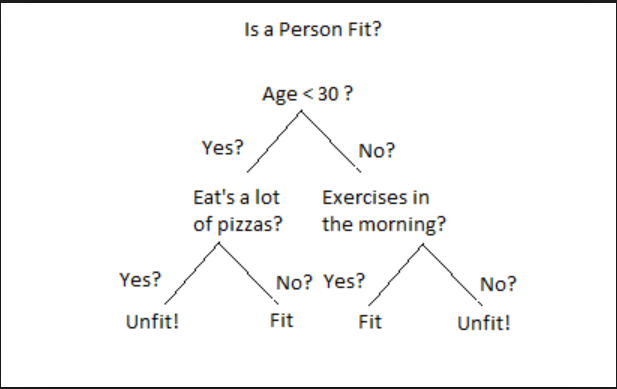 Is a Person Fit?
Age < 30 ?
Yes?
No?
Eat's a lot
of pizzas?
Exercises in
the morning?
Yes?
No?
Yes?
No?
Unfit!
Fit
Fit
Unfit!